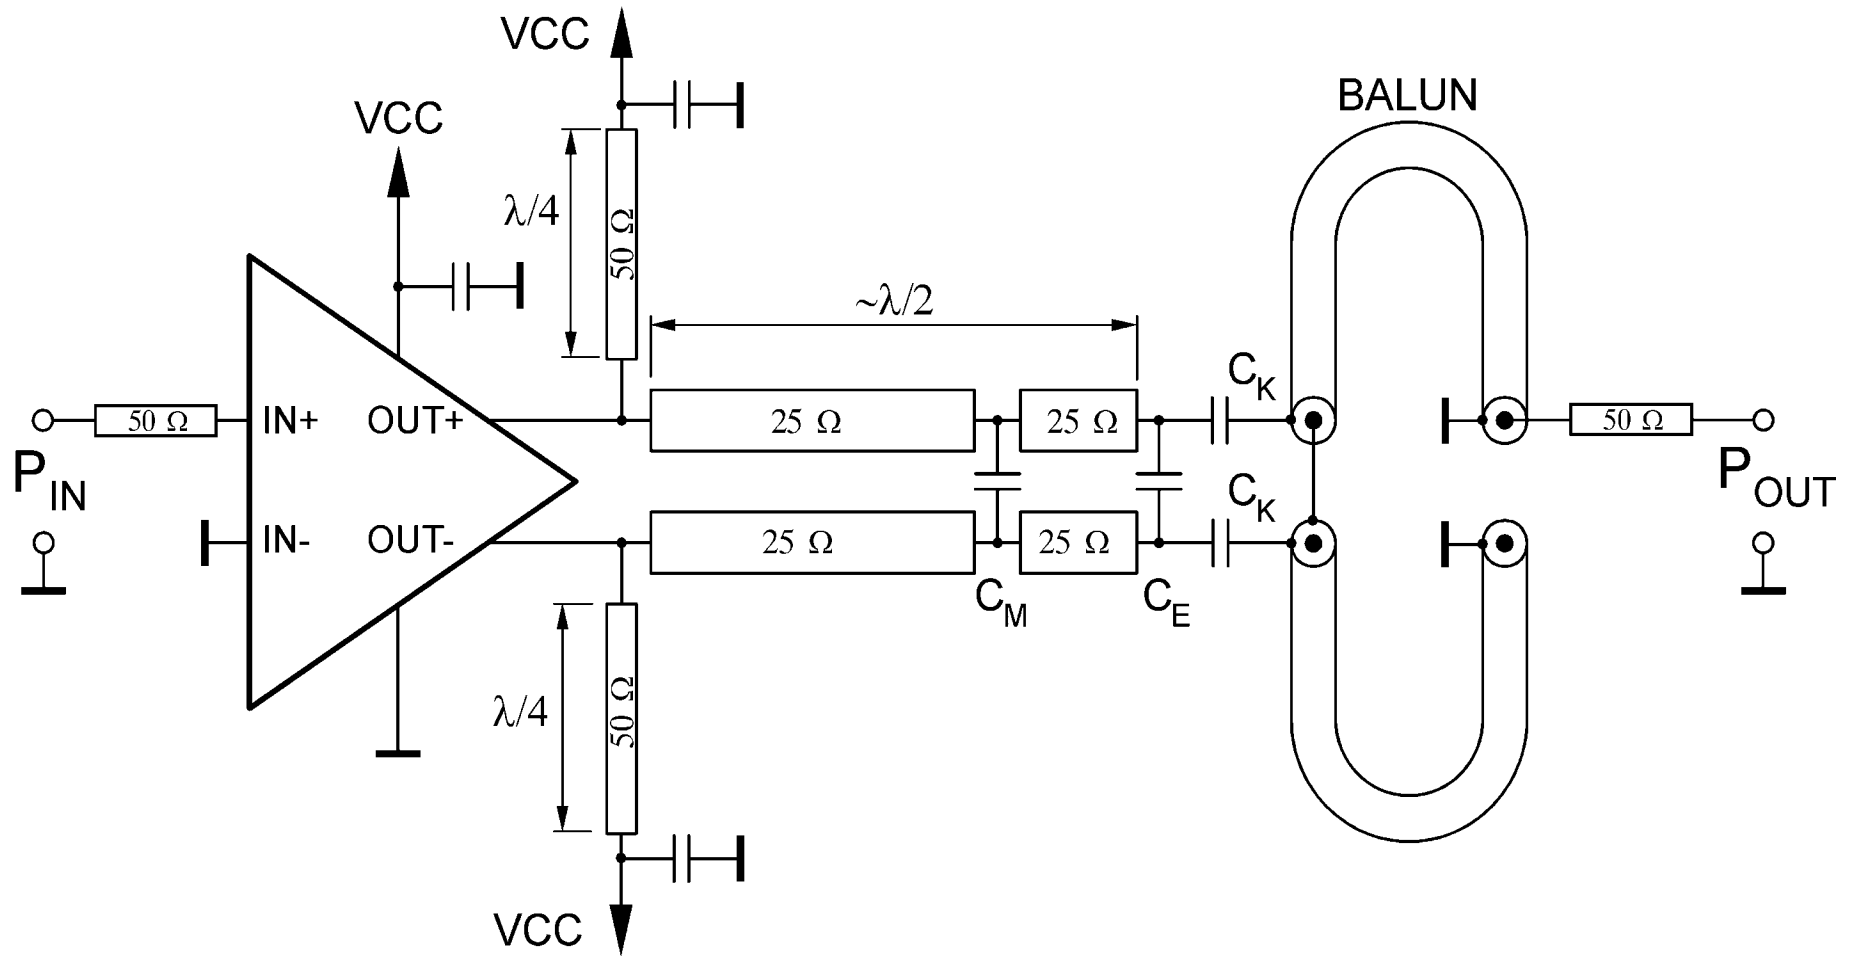 VCC
BALUN
VCC
λ/4
50 Ω
~λ/2
C_K
50 Ω
IN+
OUT+
25 Ω
25 Ω
50 Ω
P_IN
C_K
P_OUT
IN-
OUT-
25 Ω
25 Ω
C_M
C_E
λ/4
50 Ω
VCC